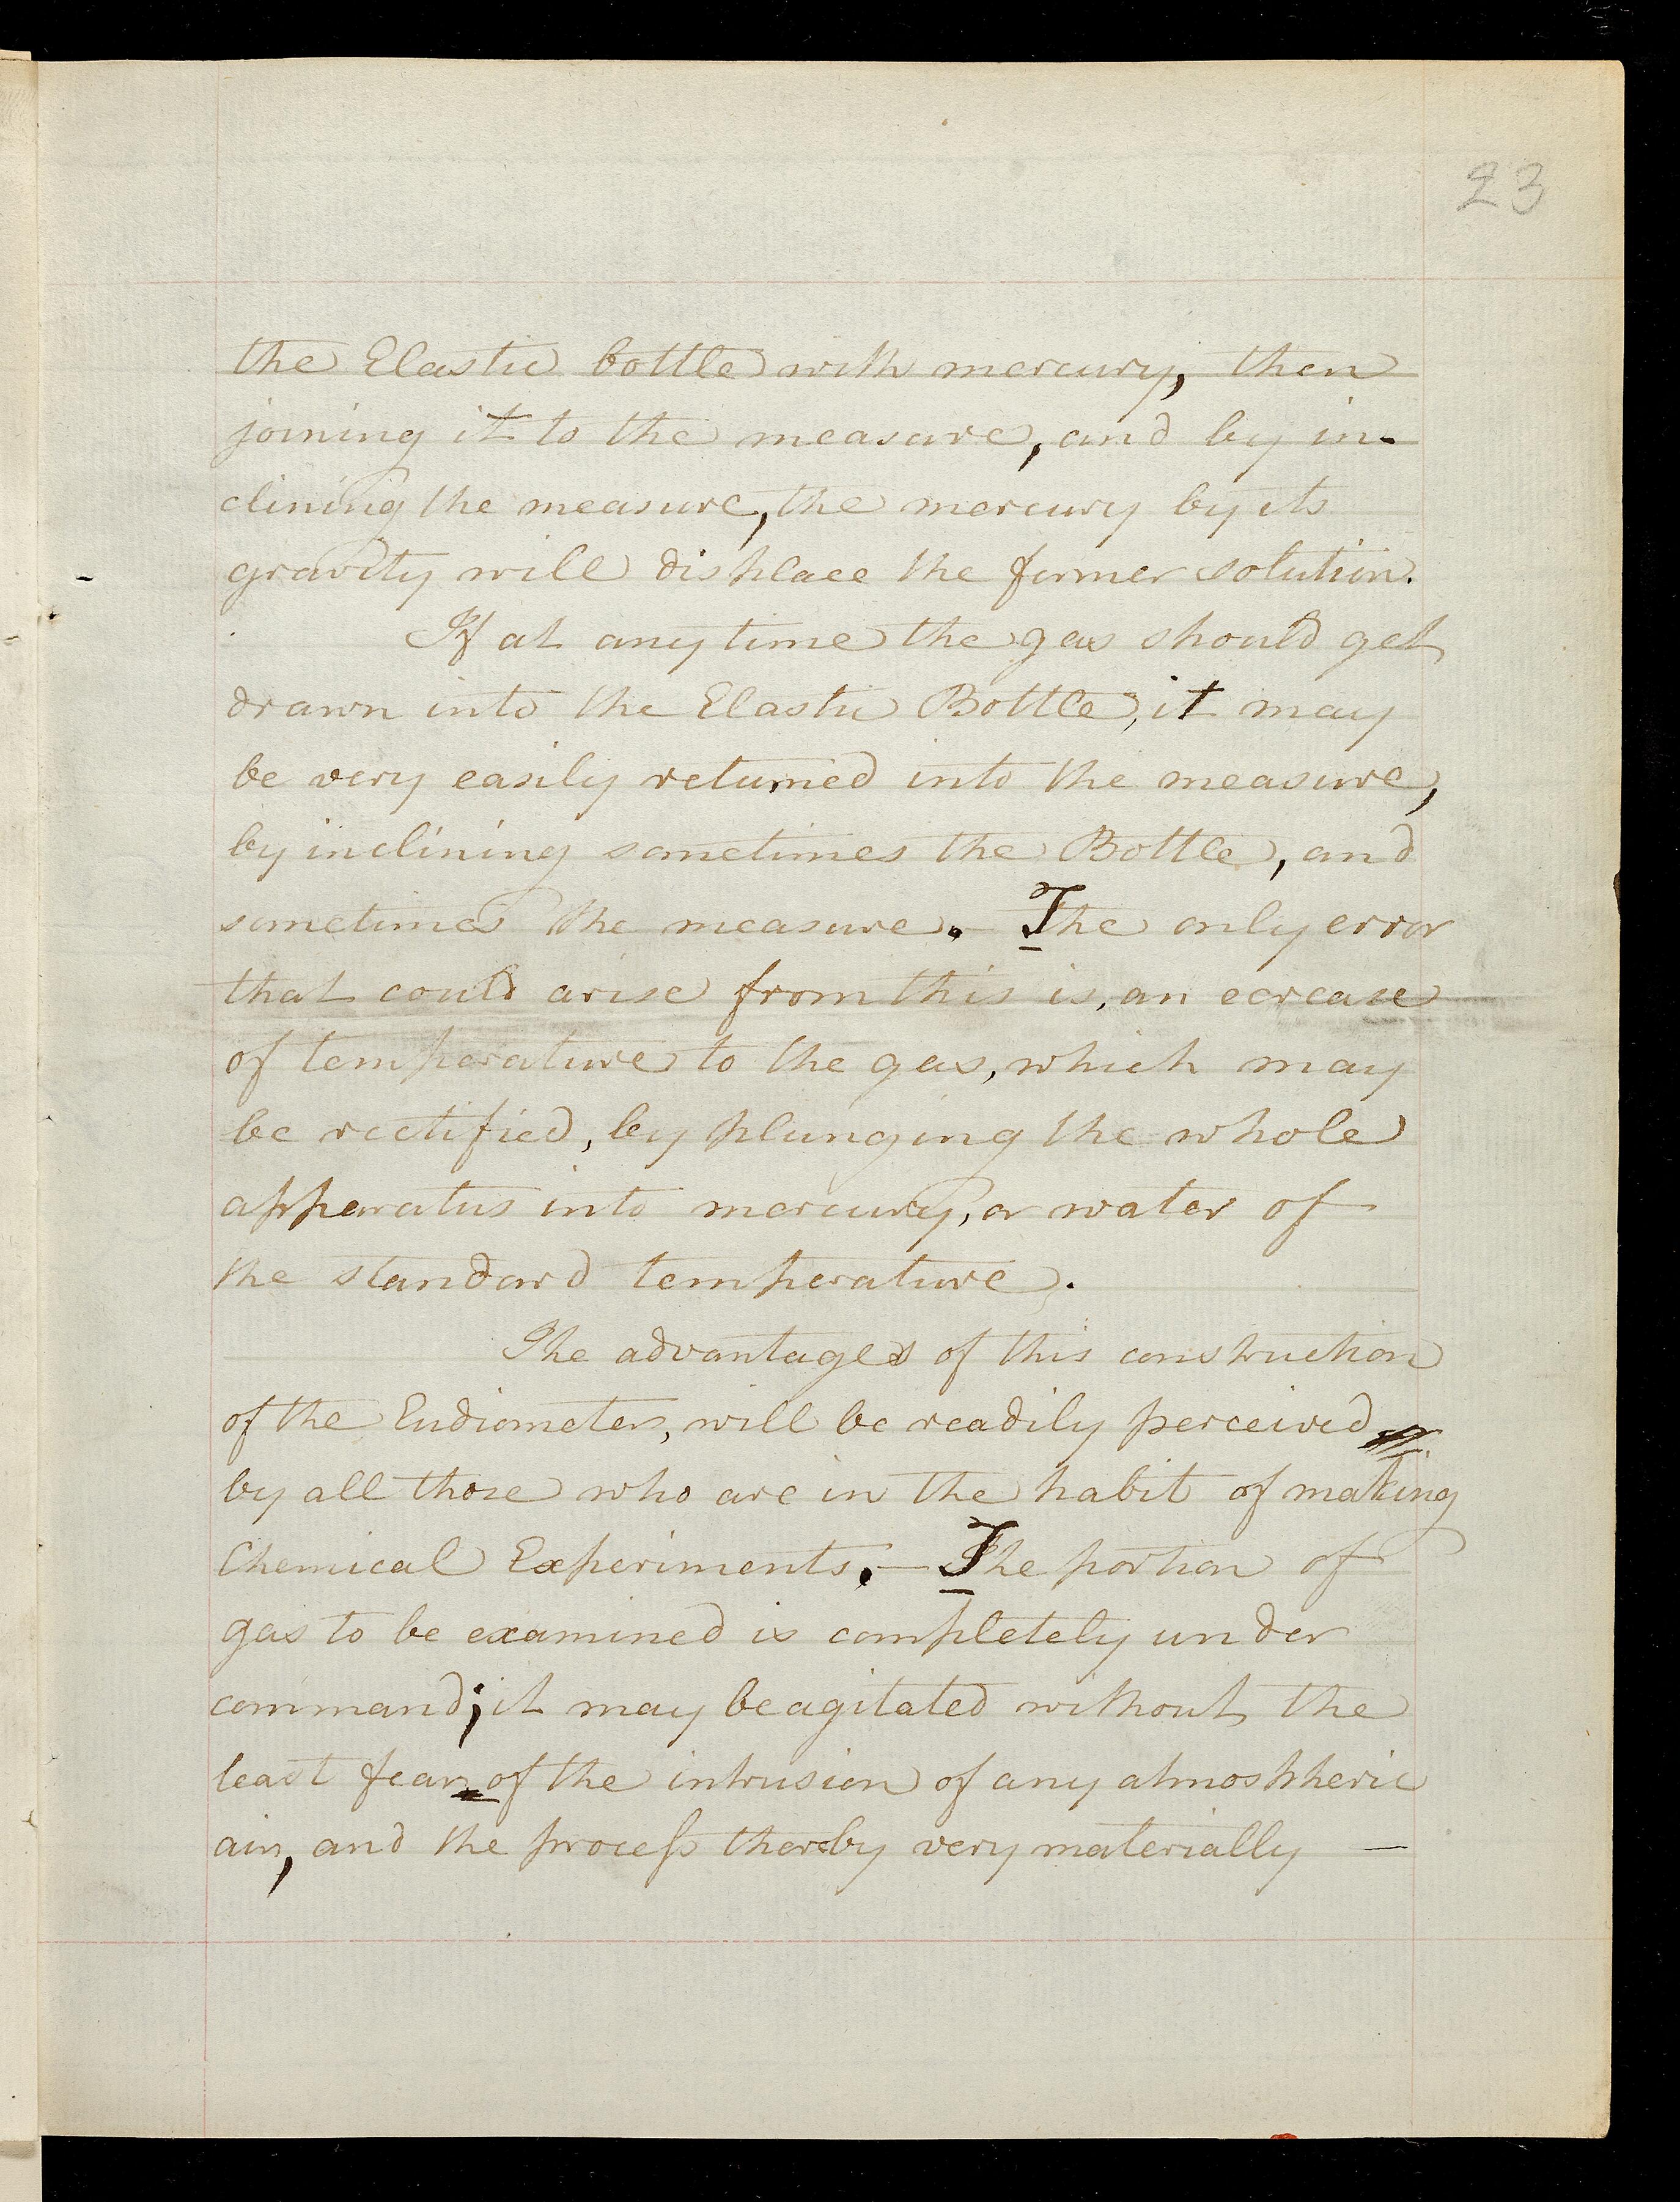 23
the Elastic bottle with mercury, then
joining it to the measure, and by in-
clining the measure, the mercury by its
gravity will displace the former solution.
If at any time the gas should get
drawn into the Elastic Bottle, it may
be very easily returned into the measure,
by inclining sometimes the Bottle, and
sometimes the measure. – The only error
that could arise from this is, an ecrease
of temperature to the gas, which may
be rectified, by plunging the whole
apparatus into mercury, or water of
the standard temperature.
The advantages of this construction
of the Eudiometer, will be readily perceived
by all those who are in the habit of making
Chemical Experiments. – The portion of
gas to be examined is completely under
command; it may be agitated without the
least fear of the intrusion of any atmospheric
air, and the process thereby very materially —